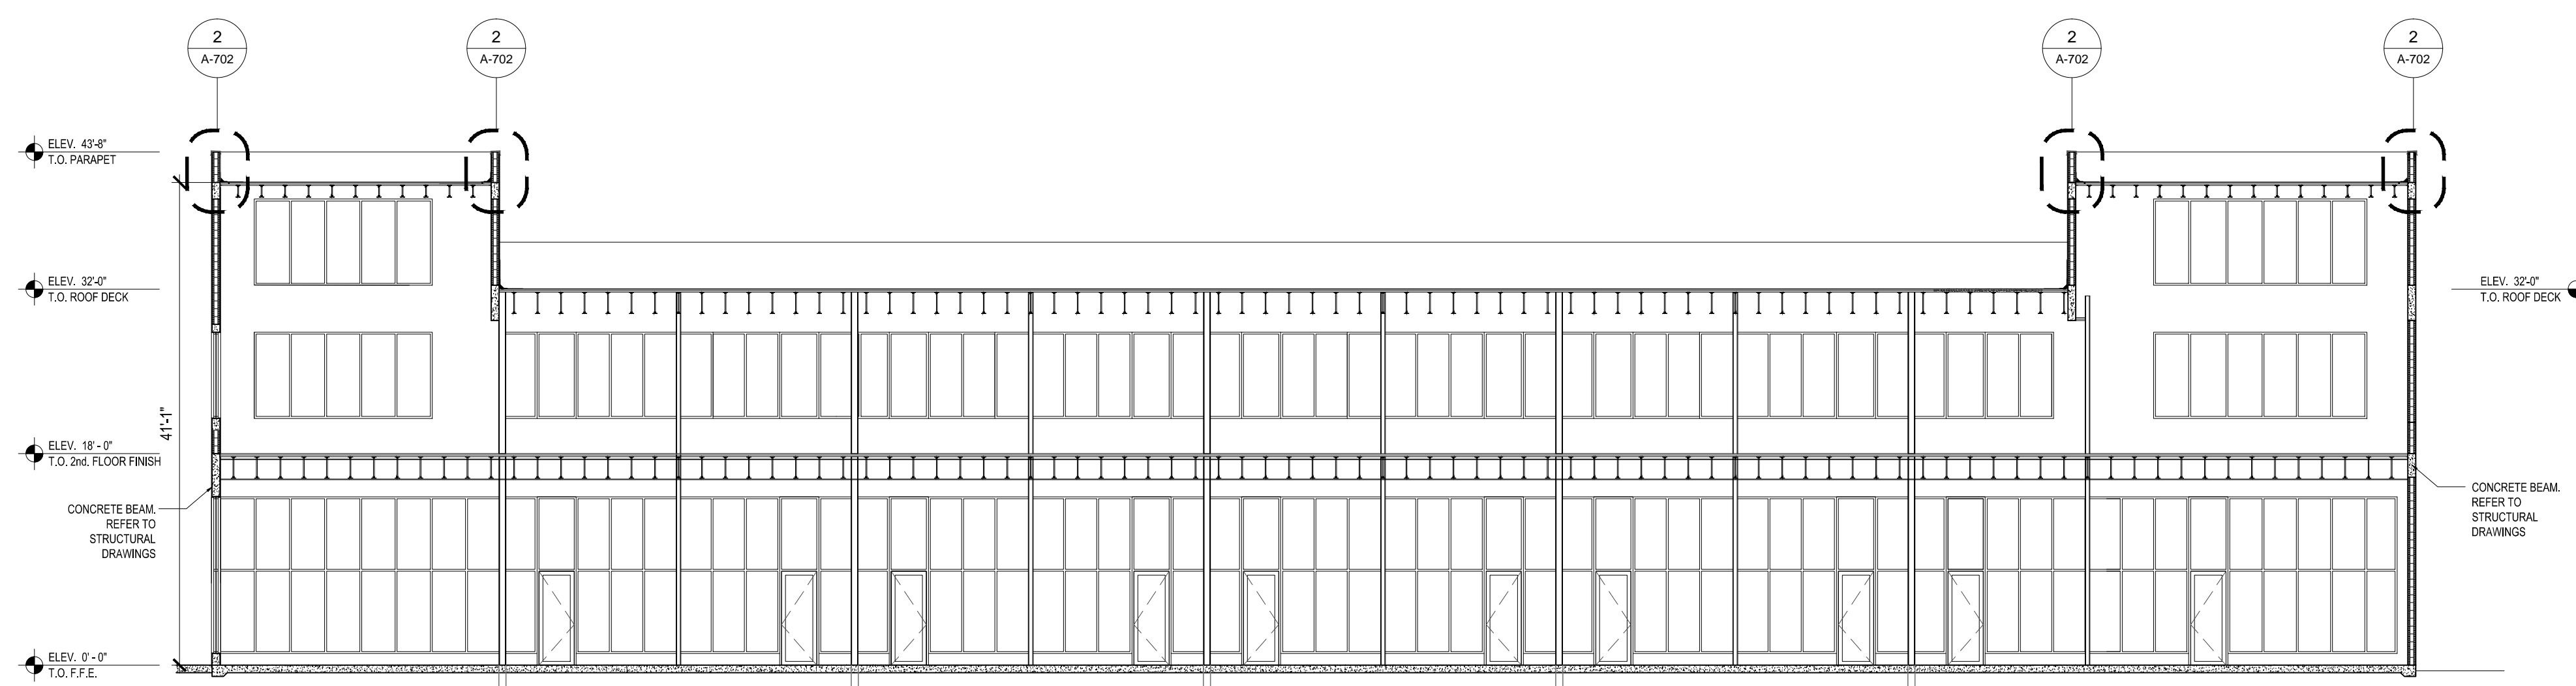 2
A-702
2
A-702
2
A-702
2
A-702
ELEV. 43'-8"
T.O. PARAPET
ELEV. 32'-0"
T.O. ROOF DECK
ELEV. 32'-0"
T.O. ROOF DECK
41'-1"
ELEV. 18' - 0"
T.O. 2nd. FLOOR FINISH
CONCRETE BEAM.
REFER TO
STRUCTURAL
DRAWINGS
CONCRETE BEAM.
REFER TO
STRUCTURAL
DRAWINGS
ELEV. 0' - 0"
T.O. F.F.E.